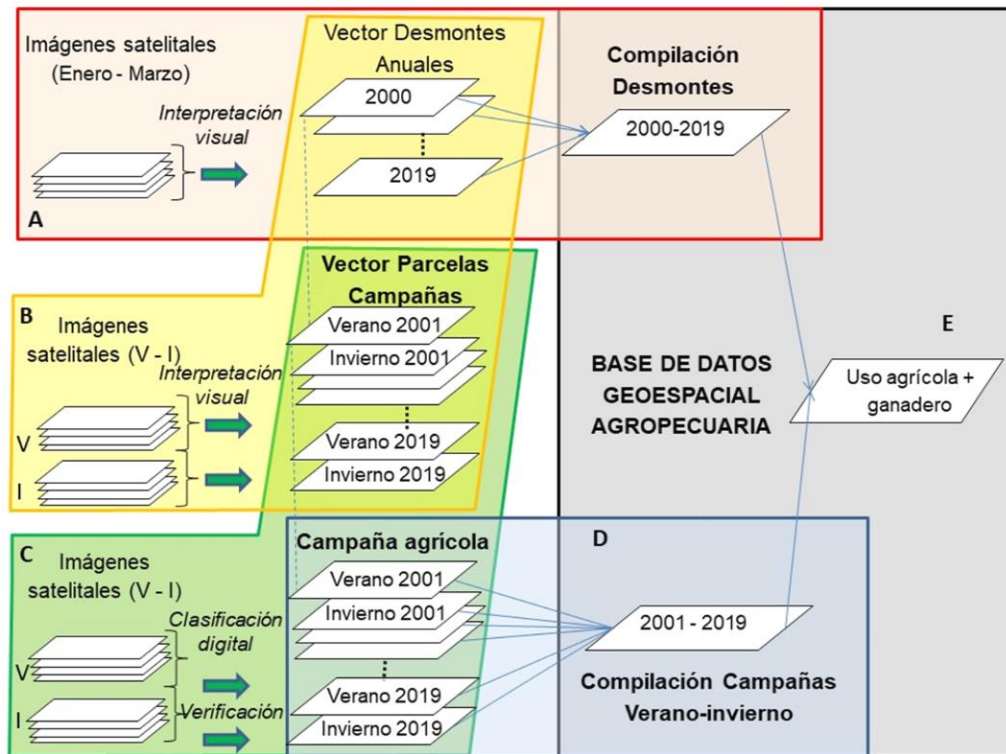 Imágenes satelitales
(Enero - Marzo)
Interpretación
visual
A
Vector Desmontes
Anuales
2000
2019
Compilación
Desmontes
2000-2019
B
Imágenes
satelitales (V - I)
Interpretación
visual
V
I
Vector Parcelas
Campañas
Verano 2001
Invierno 2001
Verano 2019
Invierno 2019
BASE DE DATOS
GEOESPACIAL
AGROPECUARIA
E
Uso agrícola +
ganadero
C
Imágenes
satelitales (V - I)
Clasificación
digital
Verificación
V
I
Campaña agrícola
Verano 2001
Invierno 2001
Verano 2019
Invierno 2019
D
2001 - 2019
Compilación Campañas
Verano-invierno